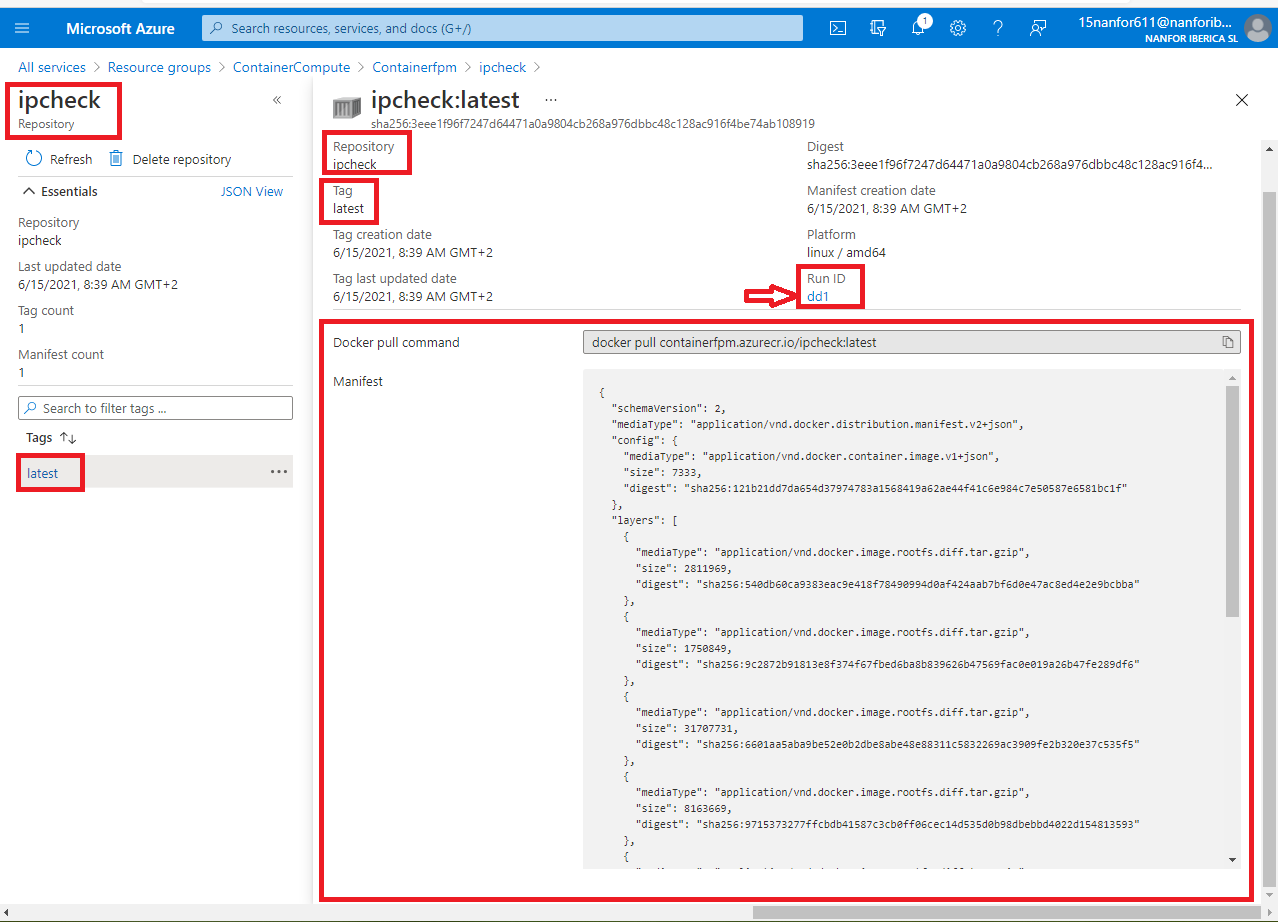 Microsoft Azure
Search resources, services, and docs (G+/)
1
15nanfor611@nanforib...
NANFOR IBERICA SL
All services > Resource groups > ContainerCompute > Containerfpm > ipcheck >
ipcheck
Repository
«
Refresh
Delete repository
Essentials
JSON View
Repository
ipcheck
Last updated date
6/15/2021, 8:39 AM GMT+2
Tag count
1
Manifest count
1
Search to filter tags ...
Tags ↑↓
latest
...
ipcheck:latest
...
sha256:3eee1f96f7247d64471a0a9804cb268a976dbbc48c128ac916f4be74ab108919
Repository
ipcheck
Tag
latest
Tag creation date
6/15/2021, 8:39 AM GMT+2
Tag last updated date
6/15/2021, 8:39 AM GMT+2
Digest
sha256:3eee1f96f7247d64471a0a9804cb268a976dbbc48c128ac916f4...
Manifest creation date
6/15/2021, 8:39 AM GMT+2
Platform
linux / amd64
Run ID
dd1
Docker pull command
docker pull containerfpm.azurecr.io/ipcheck:latest
Manifest
{
"schemaVersion": 2,
"mediaType": "application/vnd.docker.distribution.manifest.v2+json",
"config": {
"mediaType": "application/vnd.docker.container.image.v1+json",
"size": 7333,
"digest": "sha256:121b21dd7da654d37974783a1568419a62ae44f41c6e984c7e50587e6581bc1f"
},
"layers": [
{
"mediaType": "application/vnd.docker.image.rootfs.diff.tar.gzip",
"size": 2811969,
"digest": "sha256:540db60ca9383eac9e418f78490994d0af424aab7bf6d0e47ac8ed4e2e9bcbba"
},
{
"mediaType": "application/vnd.docker.image.rootfs.diff.tar.gzip",
"size": 1750849,
"digest": "sha256:9c2872b91813e8f374f67fbed6ba8b839626b47569fac0e019a26b47fe289df6"
},
{
"mediaType": "application/vnd.docker.image.rootfs.diff.tar.gzip",
"size": 31707731,
"digest": "sha256:6601aa5aba9be52e0b2dbe8abe48e88311c5832269ac3909fe2b320e37c535f5"
},
{
"mediaType": "application/vnd.docker.image.rootfs.diff.tar.gzip",
"size": 8163669,
"digest": "sha256:9715373277ffcbdb41587c3cb0ff06cec14d535d0b98dbebbd4022d154813593"
},
{